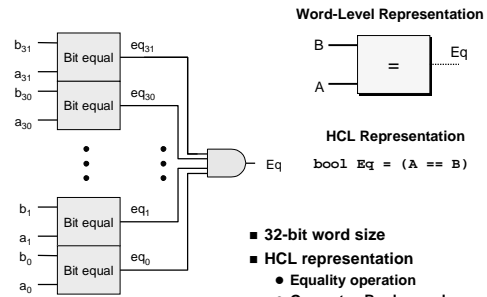 Word-Level Representation
b31
Bit equal
eq31
a31
b30
Bit equal
eq30
a30
B
A
=
Eq
HCL Representation
bool Eq = (A == B)
Eq
b1
Bit equal
eq1
a1
b0
Bit equal
eq0
a0
■ 32-bit word size
■ HCL representation
● Equality operation